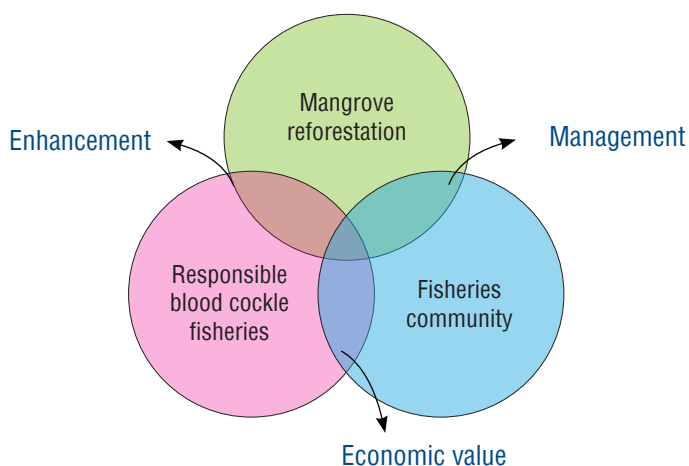 Mangrove
reforestation
Enhancement
Management
Responsible
blood cockle
fisheries
Fisheries
community
Economic value